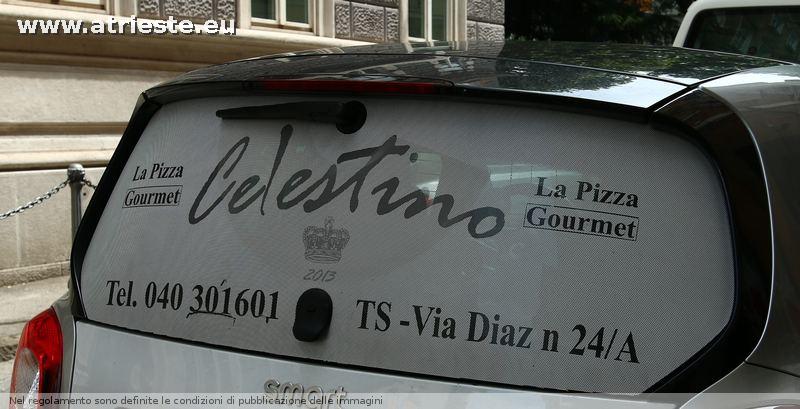 www.atrieste.eu
La Pizza
Gourmet
Celestino
La Pizza
Gourmet
2013
Tel. 040 301601
TS -Via Diaz n 24/A
smart
Nel regolamento sono definite le condizioni di pubblicazione delle immagini